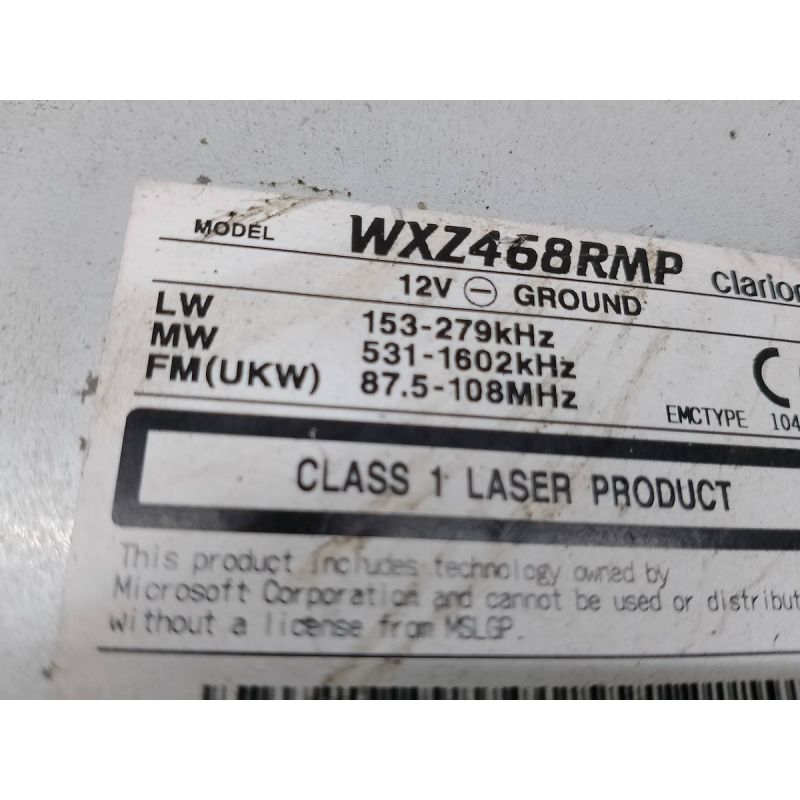 MODEL WXZ468RMP Clarion
12V ⊖ GROUND
LW 153-279kHz
MW 531-1602kHz
FM(UKW) 87.5-108MHz
EMCTYPE 104
CLASS 1 LASER PRODUCT
This product includes technology owned by
Microsoft Corporation and cannot be used or distribut
without a license from MSLGP.